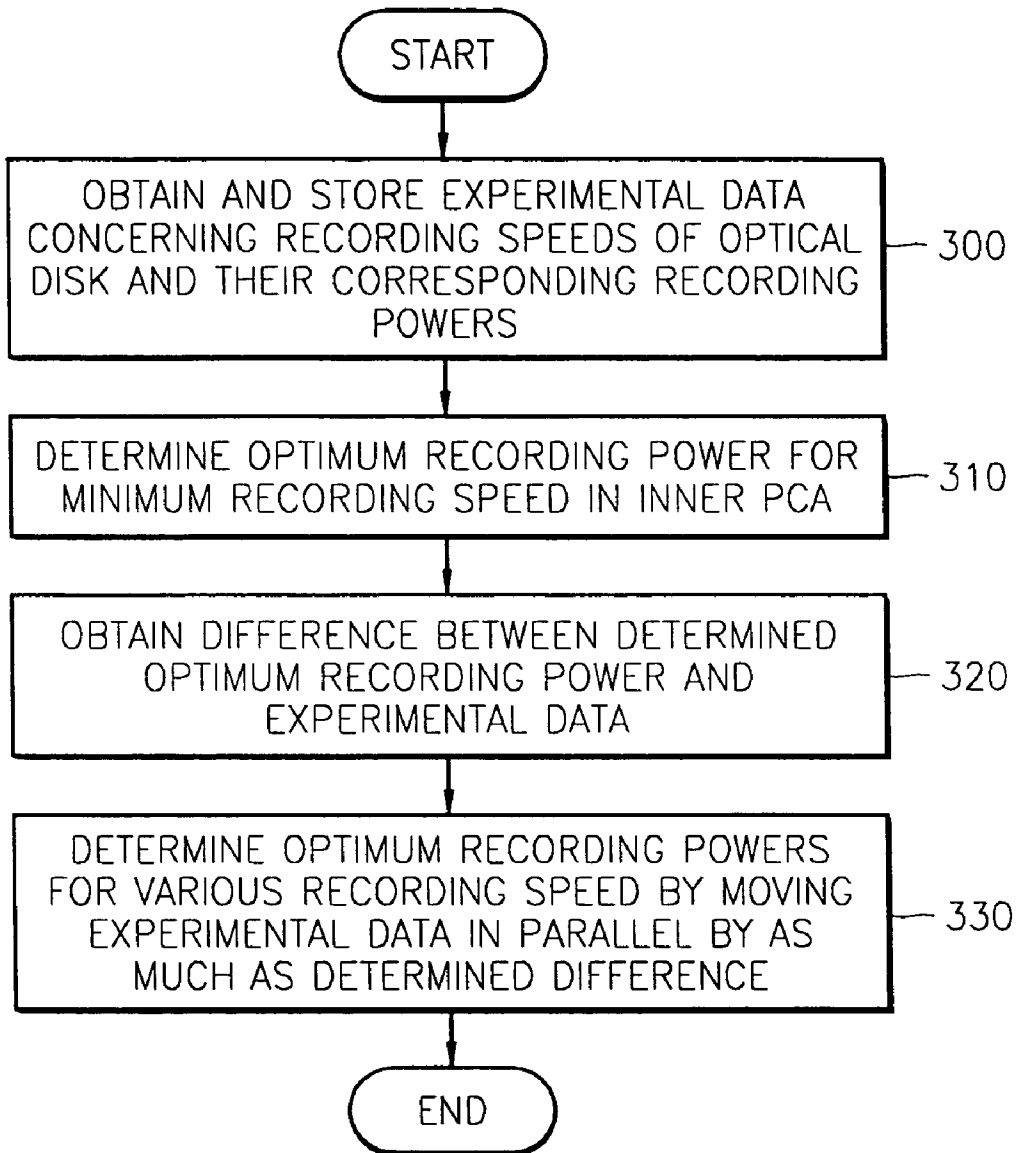 START
OBTAIN AND STORE EXPERIMENTAL DATA
CONCERNING RECORDING SPEEDS OF OPTICAL
DISK AND THEIR CORRESPONDING RECORDING
POWERS
300
DETERMINE OPTIMUM RECORDING POWER FOR
MINIMUM RECORDING SPEED IN INNER PCA
310
OBTAIN DIFFERENCE BETWEEN DETERMINED
OPTIMUM RECORDING POWER AND
EXPERIMENTAL DATA
320
DETERMINE OPTIMUM RECORDING POWERS
FOR VARIOUS RECORDING SPEED BY MOVING
EXPERIMENTAL DATA IN PARALLEL BY AS
MUCH AS DETERMINED DIFFERENCE
330
END